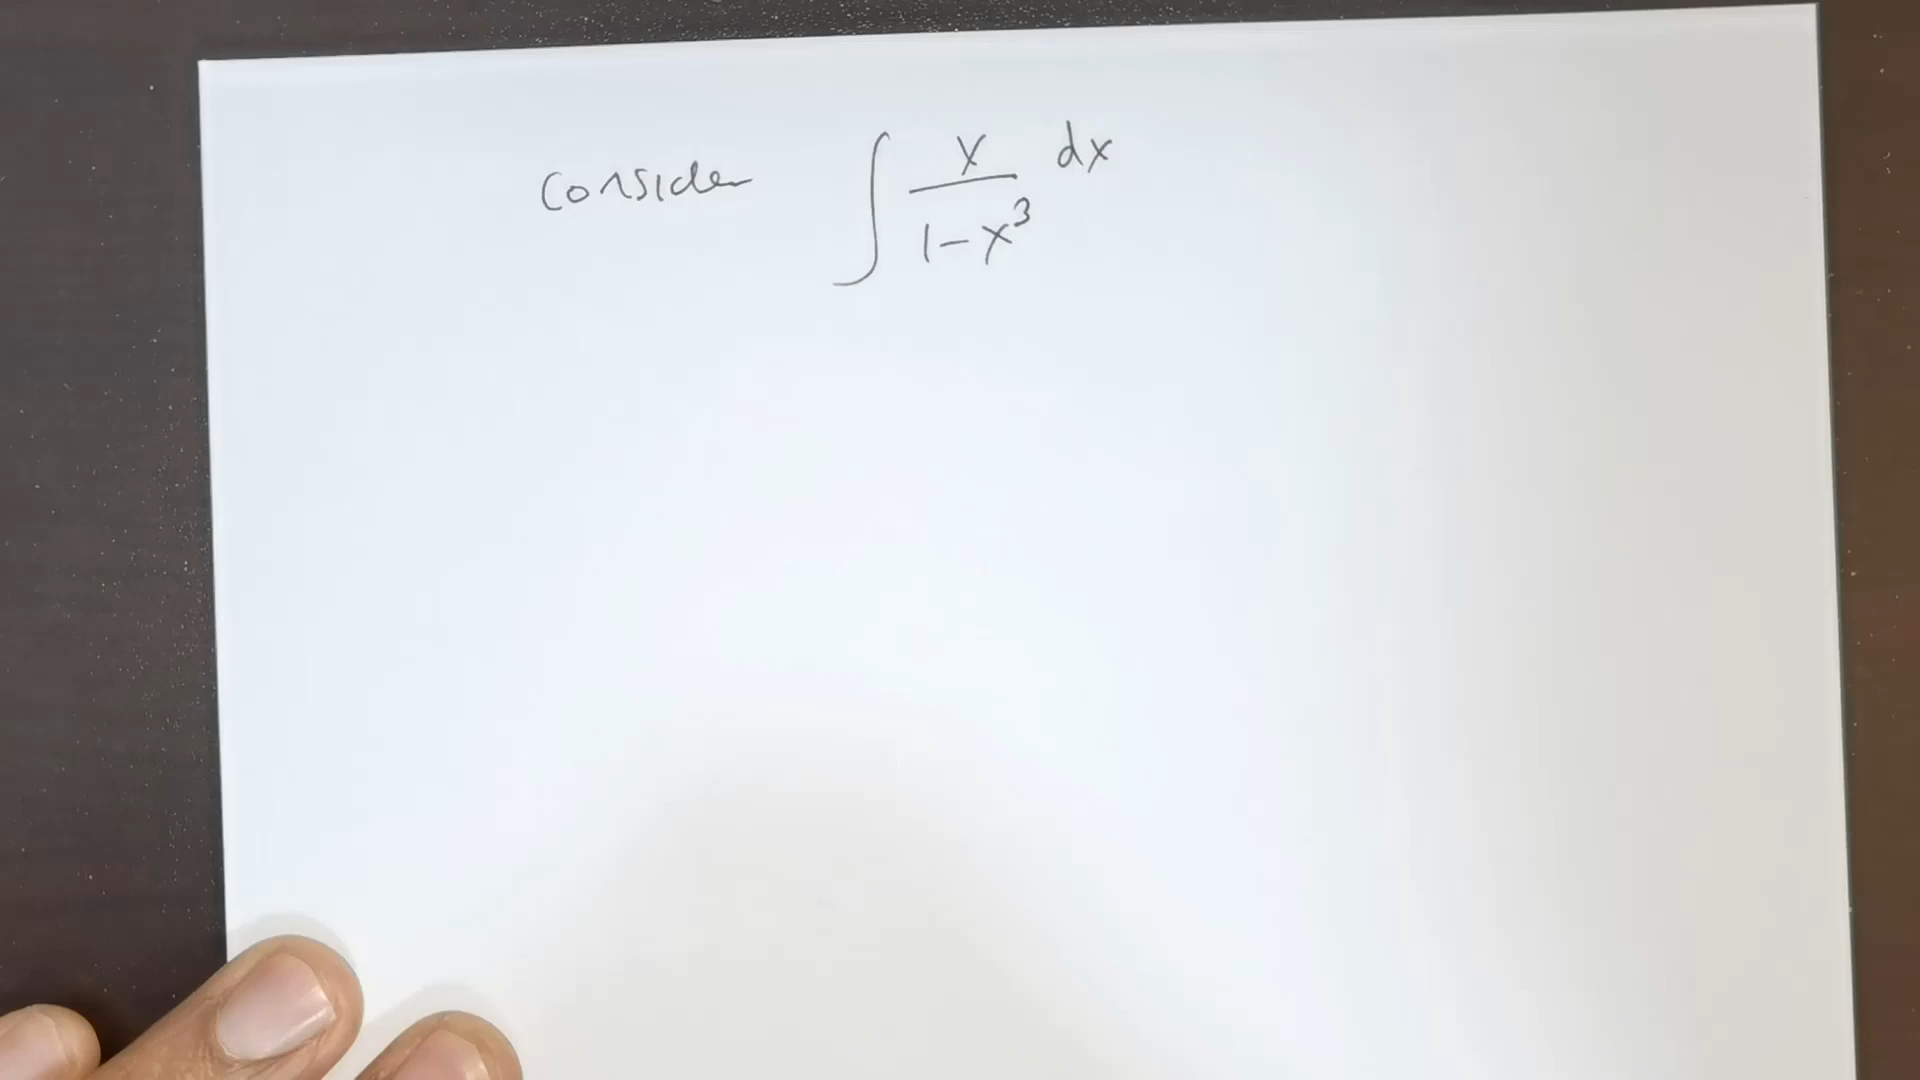 Consider ∫ x/(1-x³) dx